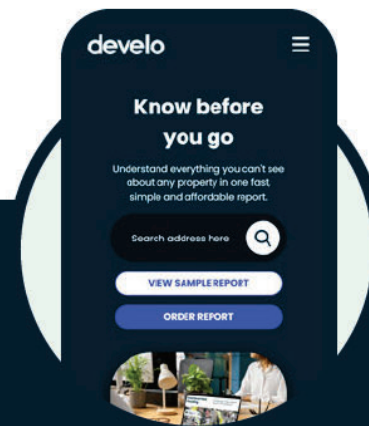 develo
Know before
you go
Understand everything you can't see
about any property in one fast
simple and affordable report.
Search address here
VIEW SAMPLE REPORT
ORDER REPORT